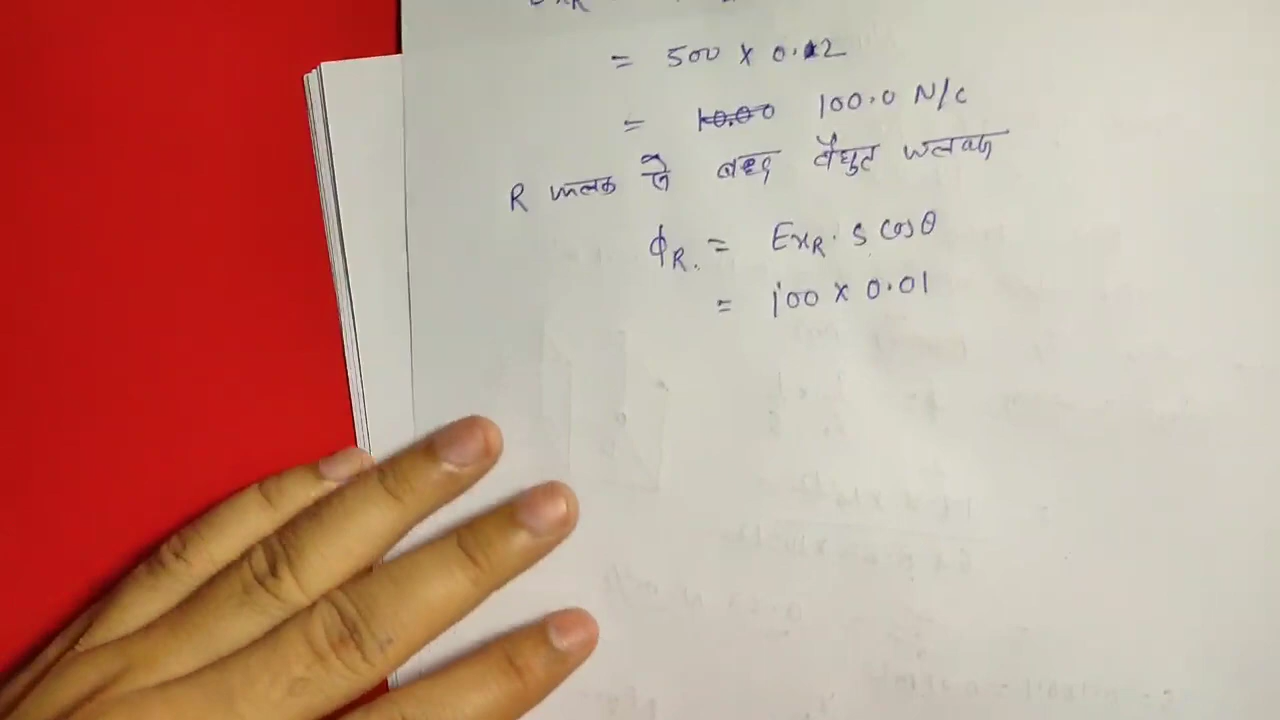 = 500 x 0.2
= 100.0 N/C
R फलक से बद्ध वैद्युत फ्लक्स
ϕR. = ExR · S cosθ
= 100 x 0.01